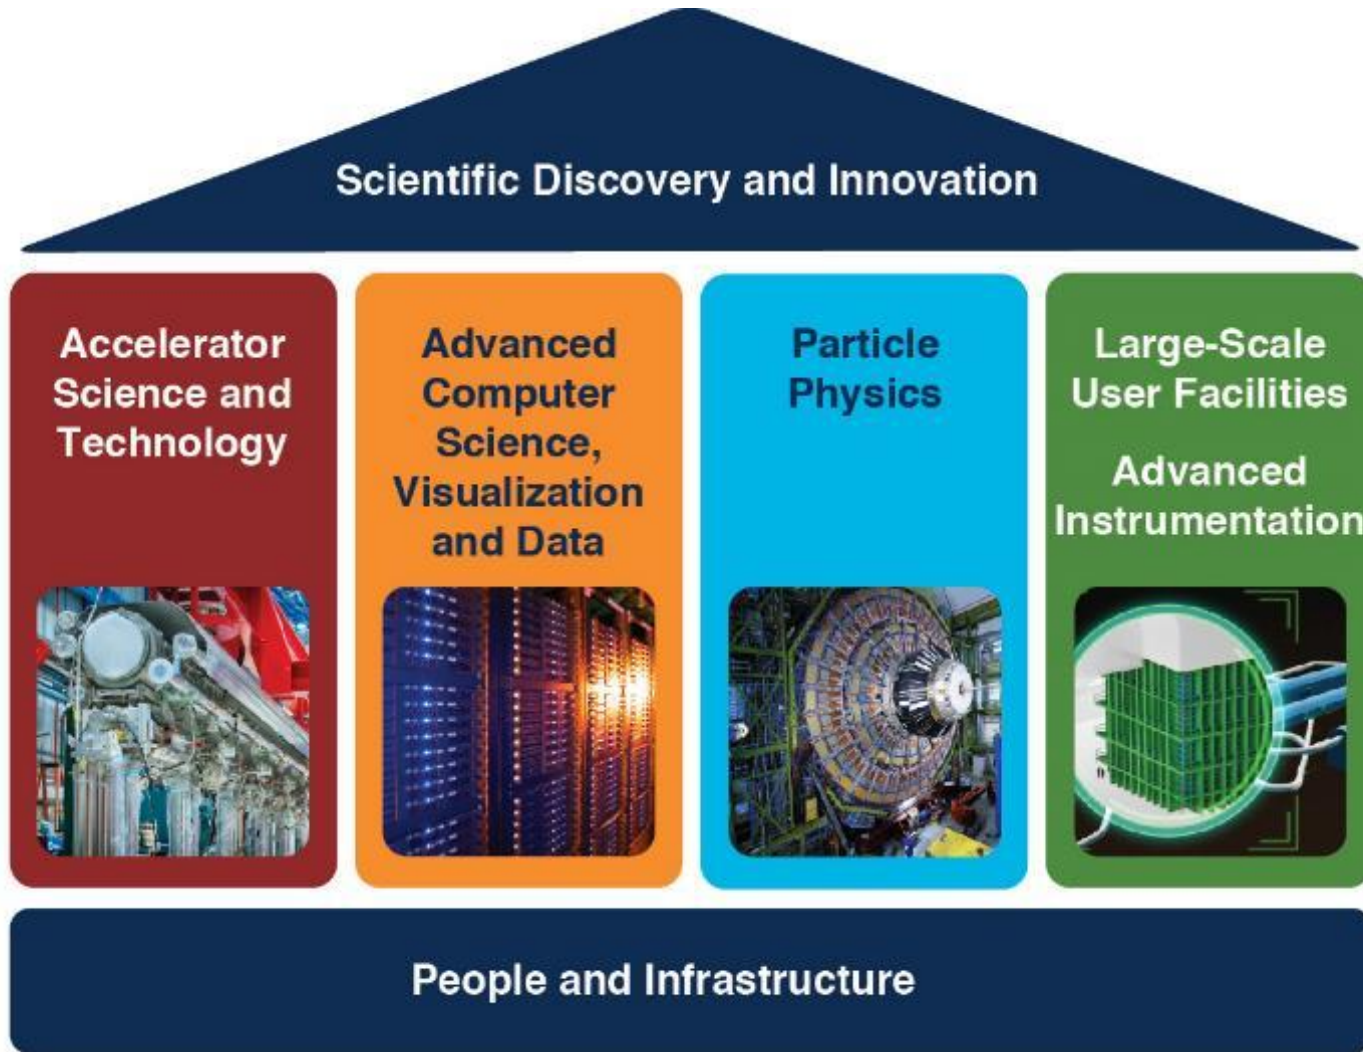 Scientific Discovery and Innovation
Accelerator
Science and
Technology
Advanced
Computer
Science,
Visualization
and Data
Particle
Physics
Large-Scale
User Facilities
Advanced
Instrumentation
People and Infrastructure